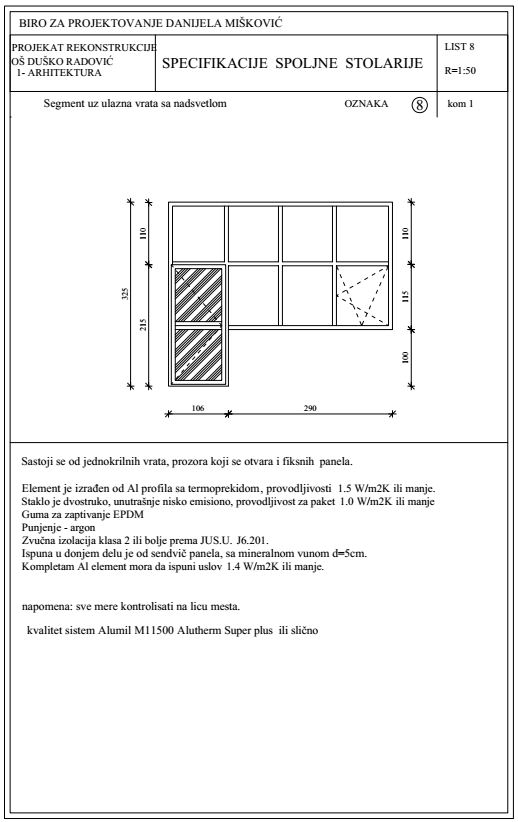 BIRO ZA PROJEKTOVANJE DANIJELA MIŠKOVIĆ
PROJEKAT REKONSTRUKCIJE
OŠ DUŠKO RADOVIĆ
1- ARHITEKTURA
SPECIFIKACIJE SPOLJNE STOLARIJE
LIST 8
R=1:50
Segment uz ulazna vrata sa nadsvetlom
OZNAKA
8
kom 1
110
325
215
110
115
100
106
290
Sastoji se od jednokrilnih vrata, prozora koji se otvara i fiksnih panela.
Element je izrađen od Al profila sa termoprekidom, provodljivosti 1.5 W/m2K ili manje.
Staklo je dvostruko, unutrašnje nisko emisiono, provodljivost za paket 1.0 W/m2K ili manje
Guma za zaptivanje EPDM
Punjenje - argon
Zvučna izolacija klasa 2 ili bolje prema JUS.U. J6.201.
Ispuna u donjem delu je od sendvič panela, sa mineralnom vunom d=5cm.
Kompletam Al element mora da ispuni uslov 1.4 W/m2K ili manje.
napomena: sve mere kontrolisati na licu mesta.
kvalitet sistem Alumil M11500 Alutherm Super plus ili slično